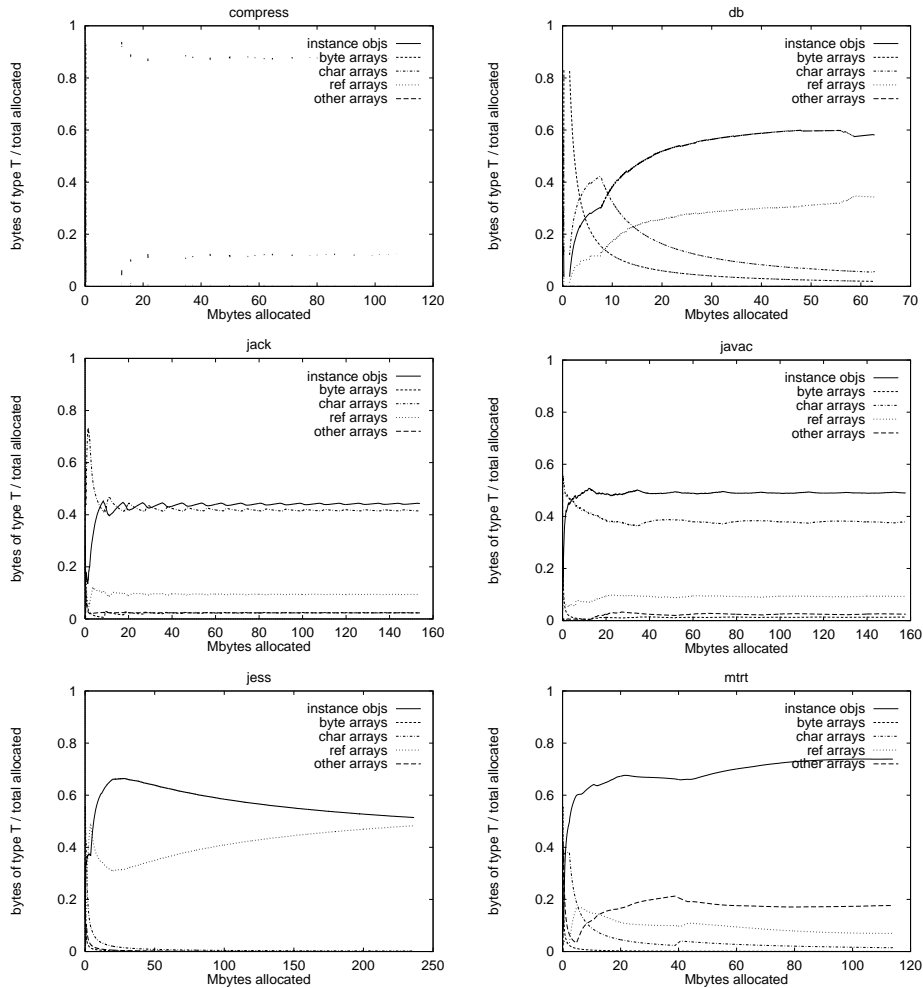 compress
bytes of type T / total allocated
1
0.8
0.6
0.4
0.2
0
instance objs
byte arrays
char arrays
ref arrays
other arrays
0 20 40 60 80 100 120
Mbytes allocated
db
bytes of type T / total allocated
1
0.8
0.6
0.4
0.2
0
instance objs
byte arrays
char arrays
ref arrays
other arrays
0 10 20 30 40 50 60 70
Mbytes allocated
jack
bytes of type T / total allocated
1
0.8
0.6
0.4
0.2
0
instance objs
byte arrays
char arrays
ref arrays
other arrays
0 20 40 60 80 100 120 140 160
Mbytes allocated
javac
bytes of type T / total allocated
1
0.8
0.6
0.4
0.2
0
instance objs
byte arrays
char arrays
ref arrays
other arrays
0 20 40 60 80 100 120 140 160
Mbytes allocated
jess
bytes of type T / total allocated
1
0.8
0.6
0.4
0.2
0
instance objs
byte arrays
char arrays
ref arrays
other arrays
0 50 100 150 200 250
Mbytes allocated
mtrt
bytes of type T / total allocated
1
0.8
0.6
0.4
0.2
0
instance objs
byte arrays
char arrays
ref arrays
other arrays
0 20 40 60 80 100 120
Mbytes allocated